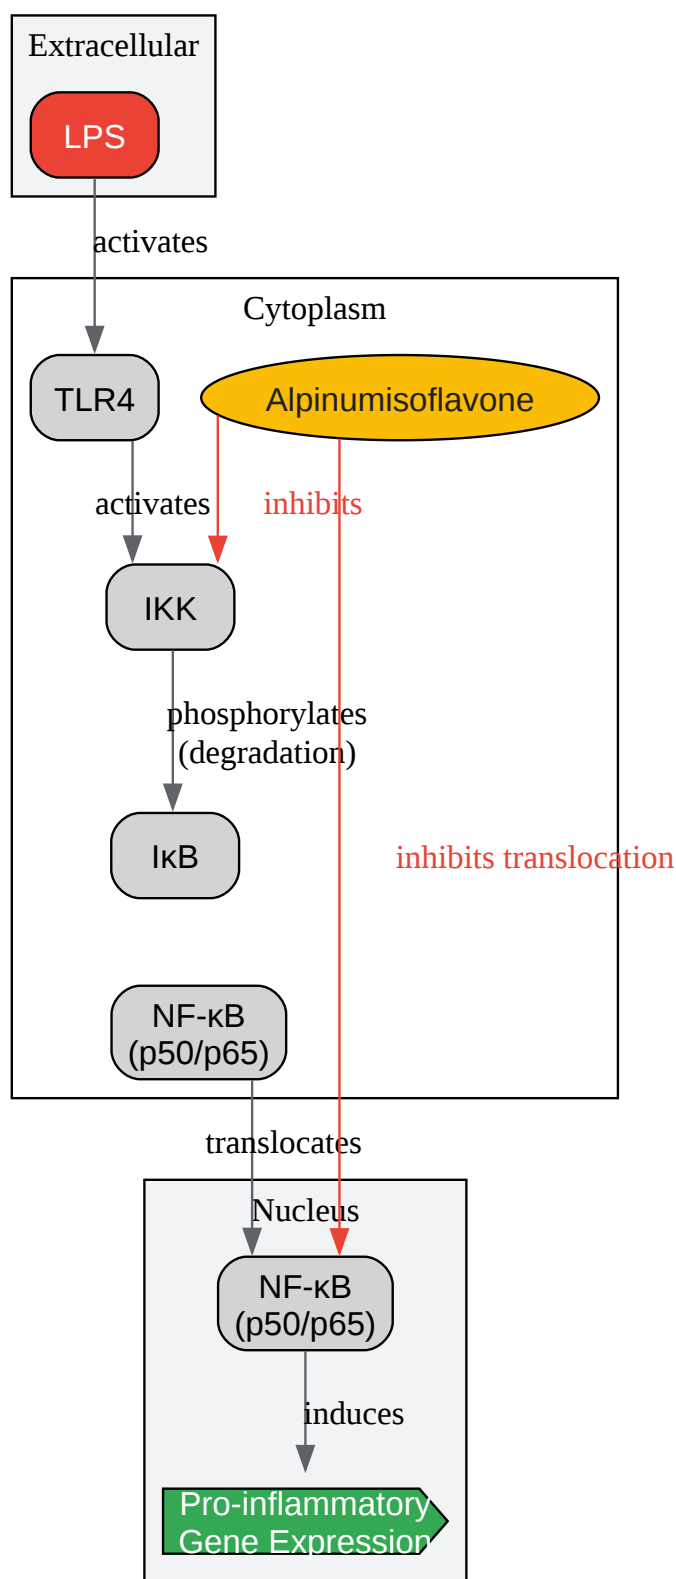 Extracellular
LPS
activates
Cytoplasm
TLR4
Alpinumisoflavone
activates
inhibits
IKK
phosphorylates
(degradation)
IκB
inhibits translocation
NF-κB
(p50/p65)
translocates
Nucleus
NF-κB
(p50/p65)
induces
Pro-inflammatory
Gene Expression